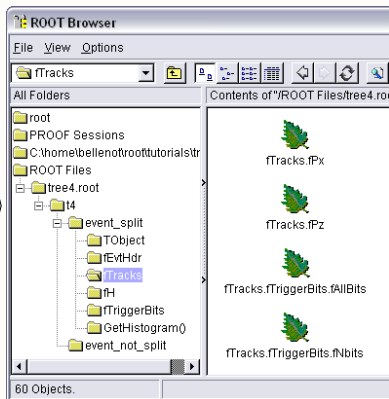 ROOT Browser
File View Options
fTracks
All Folders
Contents of "/ROOT Files/tree4.roo
root
PROOF Sessions
C:\home\bellenot\root\tutorials\tr
ROOT Files
tree4.root
t4
event_split
TObject
fEvtHdr
fTracks
fH
fTriggerBits
GetHistogram()
event_not_split
fTracks.fPx
fTracks.fPz
fTracks.fTriggerBits.fAllBits
fTracks.fTriggerBits.fNbits
60 Objects.